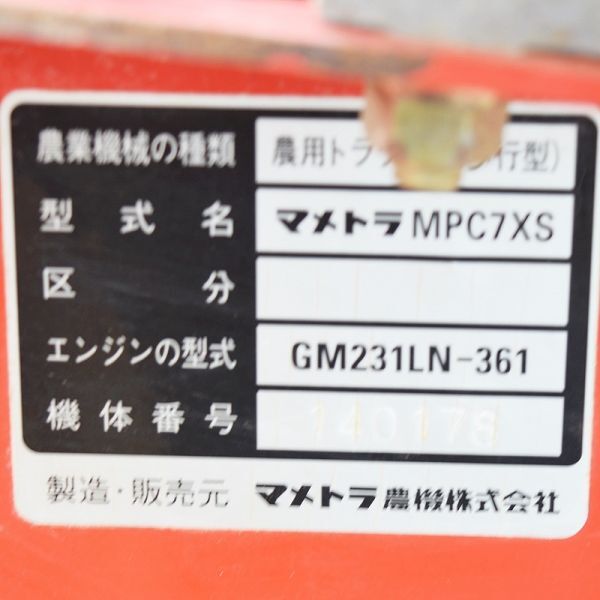 農業機械の種類 農用トラ 行型)
型式名 マメトラ MPC7XS
区分
エンジンの型式 GM231LN-361
機体番号 140178
製造・販売元 マメトラ農機株式会社